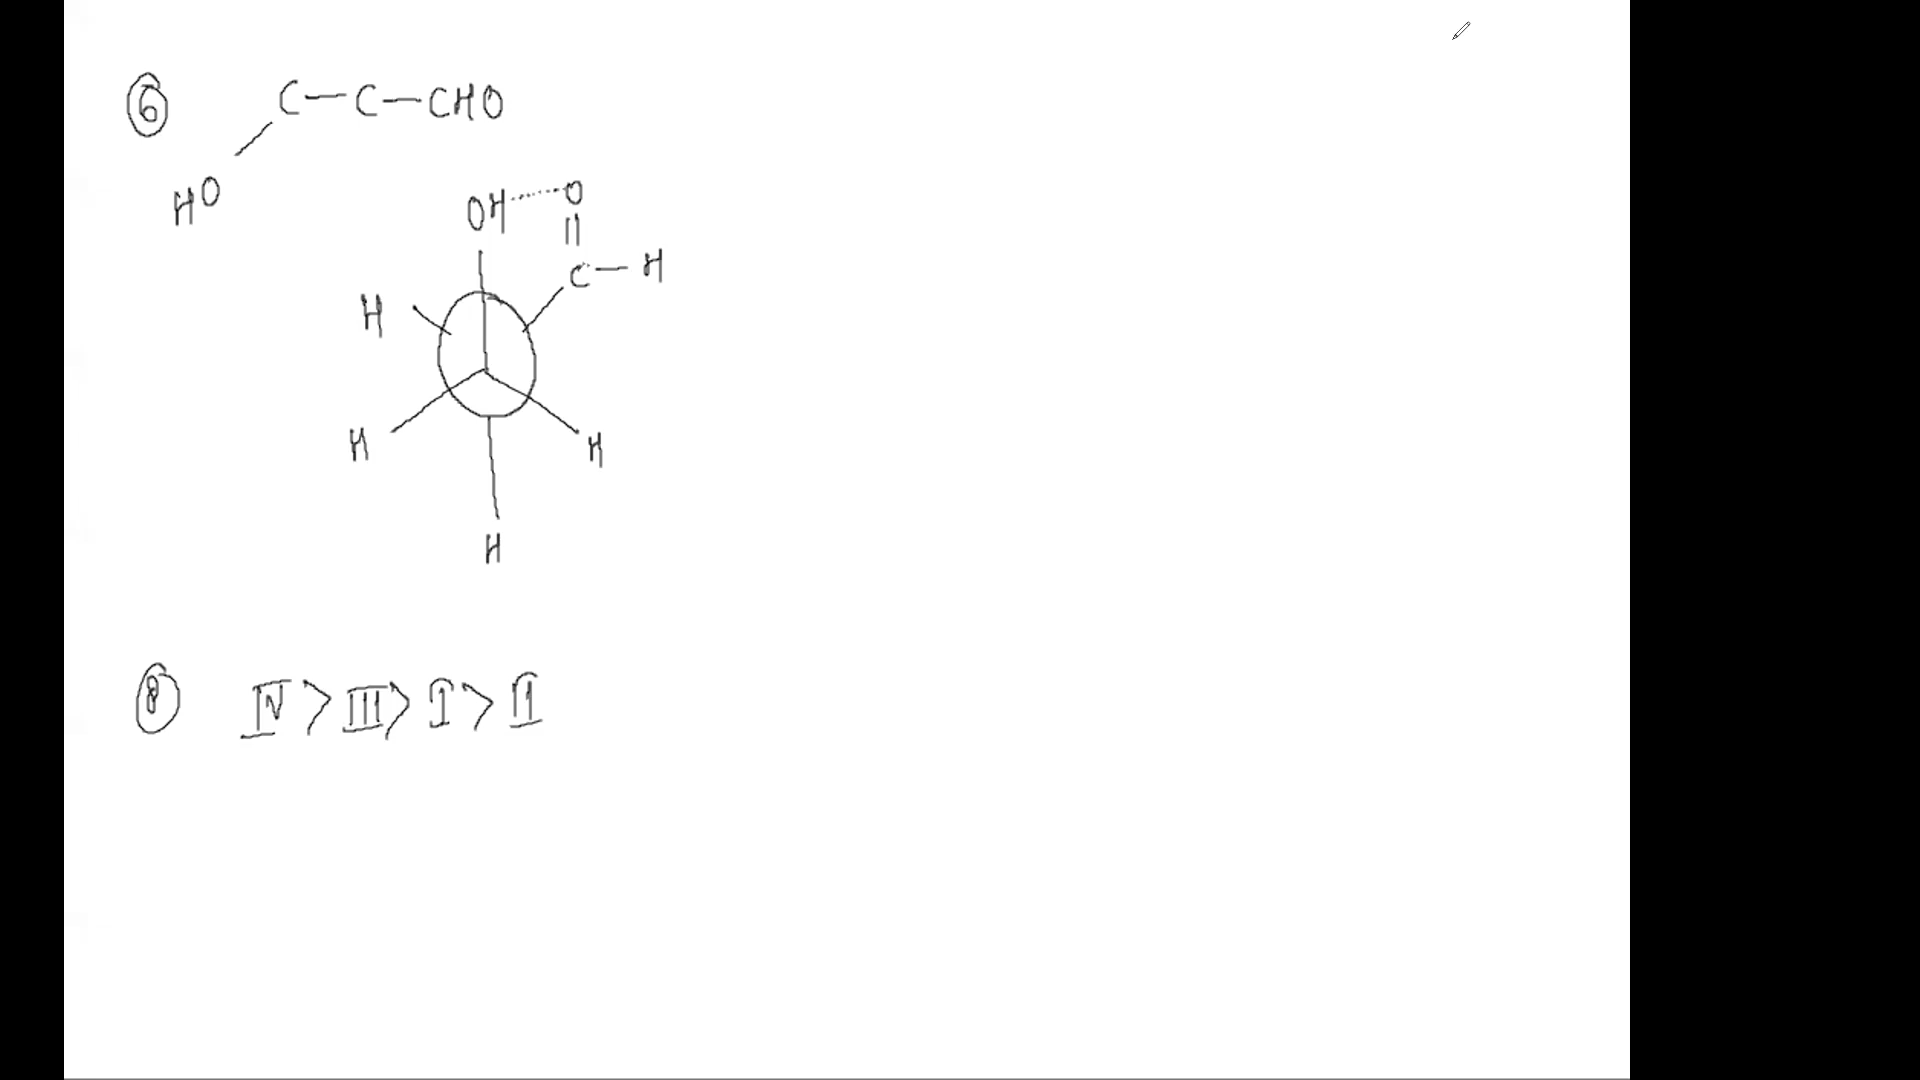 ⑥ C-C-CHO
HO
OH······O
||
C-H
H
H H
H
⑧ IV > III > I > II